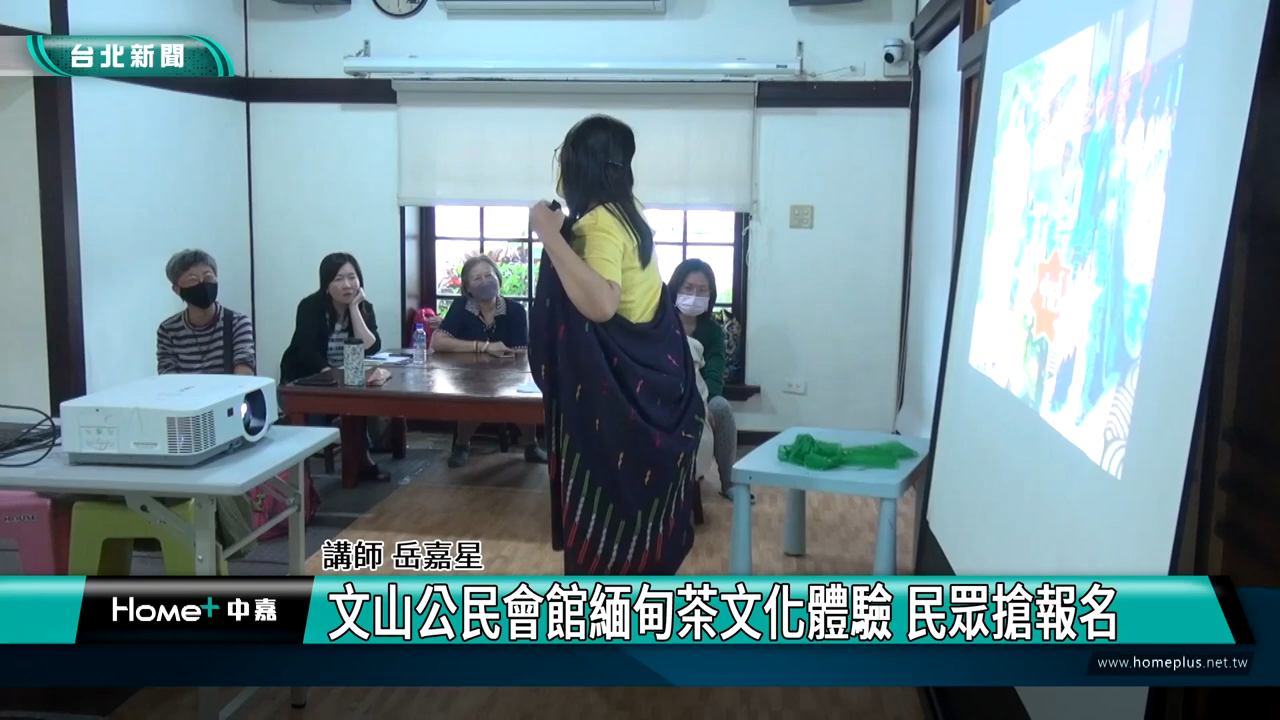 台北新聞
講師 岳嘉星
Home+中嘉
文山公民會館緬甸茶文化體驗 民眾搶報名
www.homeplus.net.tw